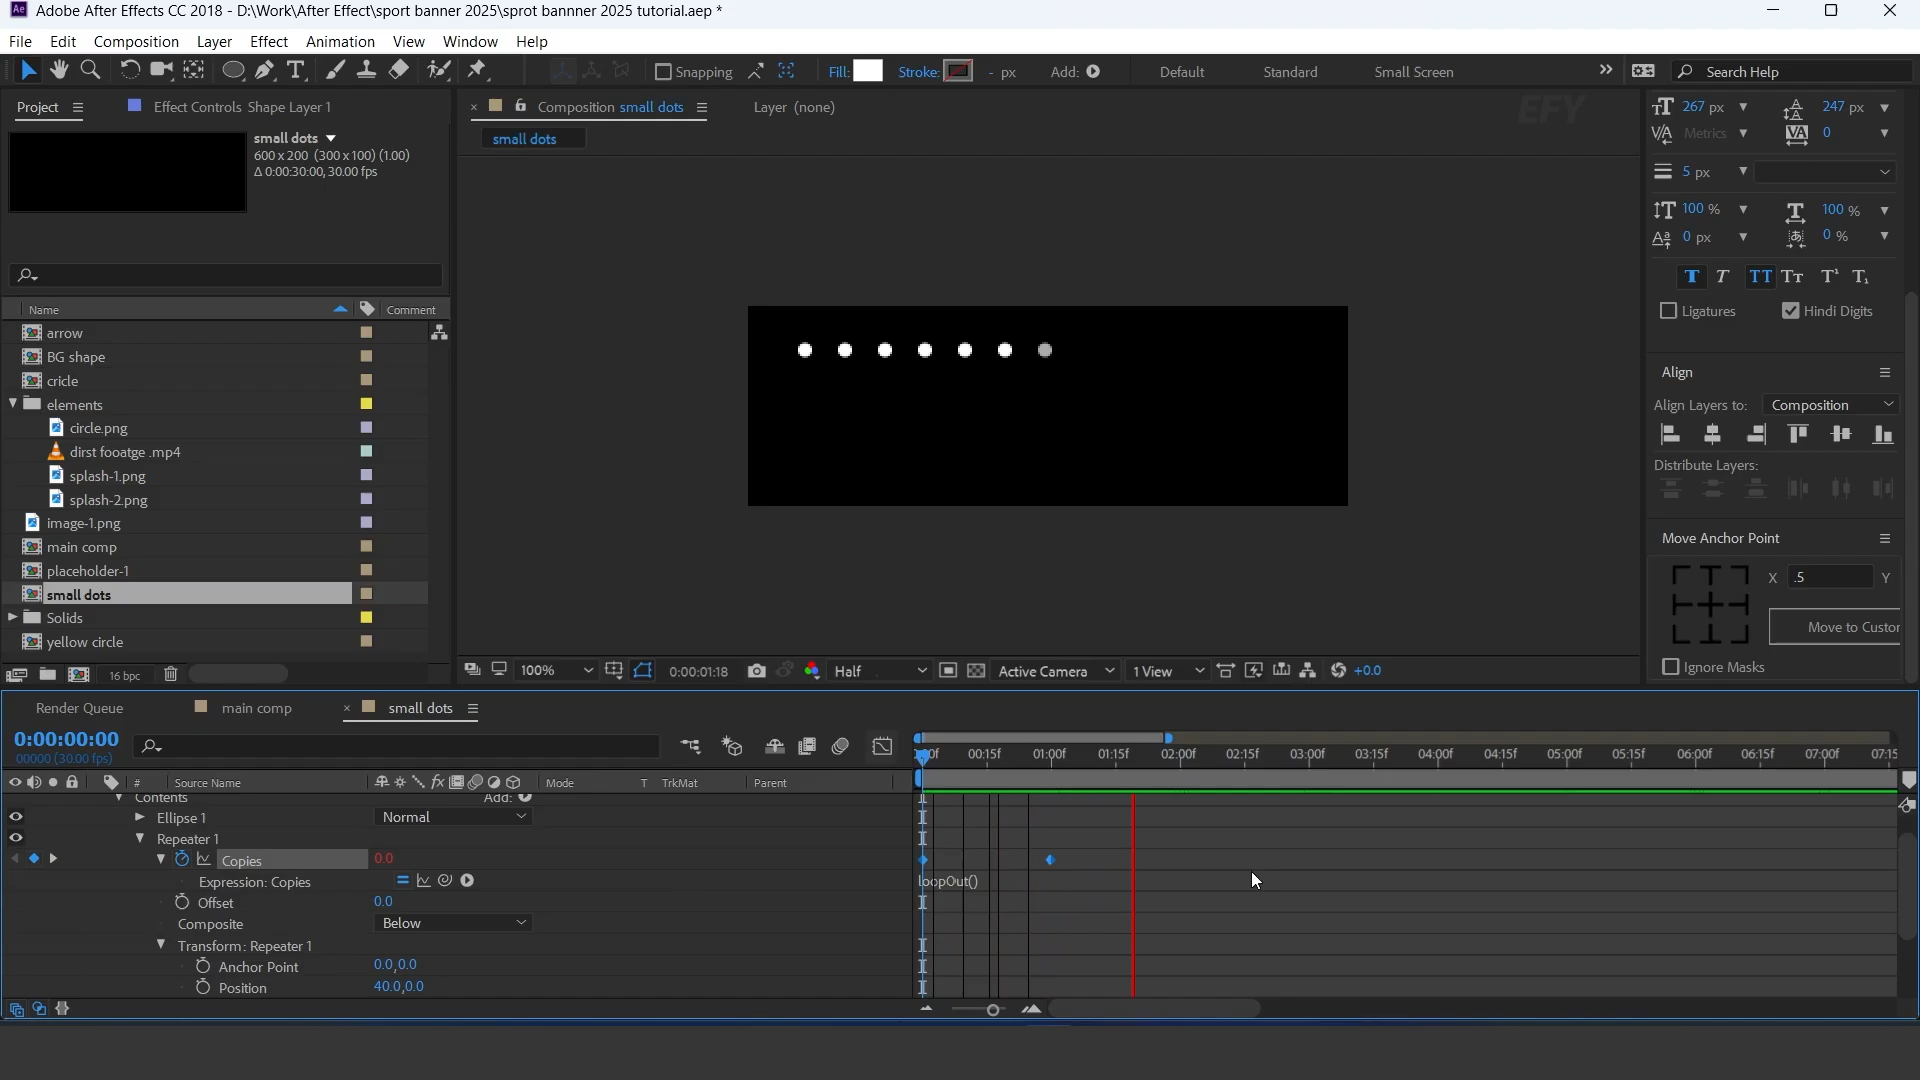 Ae Adobe After Effects CC 2018 - D:\Work\After Effect\sport banner 2025\sprot bannner 2025 tutorial.aep *
File Edit Composition Layer Effect Animation View Window Help
T Snapping Fill: Stroke: - px Add: Default Standard Small Screen Search Help
Project Effect Controls Shape Layer 1
small dots
600 x 200 (300 x 100) (1.00)
Δ 0:00:30:00, 30.00 fps
Name Comment
arrow
BG shape
cricle
elements
circle.png
dirst fooatge .mp4
splash-1.png
splash-2.png
image-1.png
main comp
placeholder-1
small dots
Solids
yellow circle
16 bpc
Composition small dots Layer (none)
EFY
small dots
100% 0:00:01:18 Half Active Camera 1 View +0.0
267 px 247 px
Metrics 0
5 px
100 % 100 %
0 px 0 %
T T TT Tт T¹ T₁
Ligatures Hindi Digits
Align
Align Layers to: Composition
Distribute Layers:
Move Anchor Point
X .5 Y
Move to Custor
Ignore Masks
Render Queue main comp small dots
0:00:00:00
00000 (30.00 fps)
00f 00:15f 01:00f 01:15f 02:00f 02:15f 03:00f 03:15f 04:00f 04:15f 05:00f 05:15f 06:00f 06:15f 07:00f 07:15
# Source Name fx Mode T TrkMat Parent
Contents Add:
Ellipse 1 Normal
Repeater 1
Copies 0.0
Expression: Copies loopOut()
Offset 0.0
Composite Below
Transform: Repeater 1
Anchor Point 0.0,0.0
Position 40.0,0.0